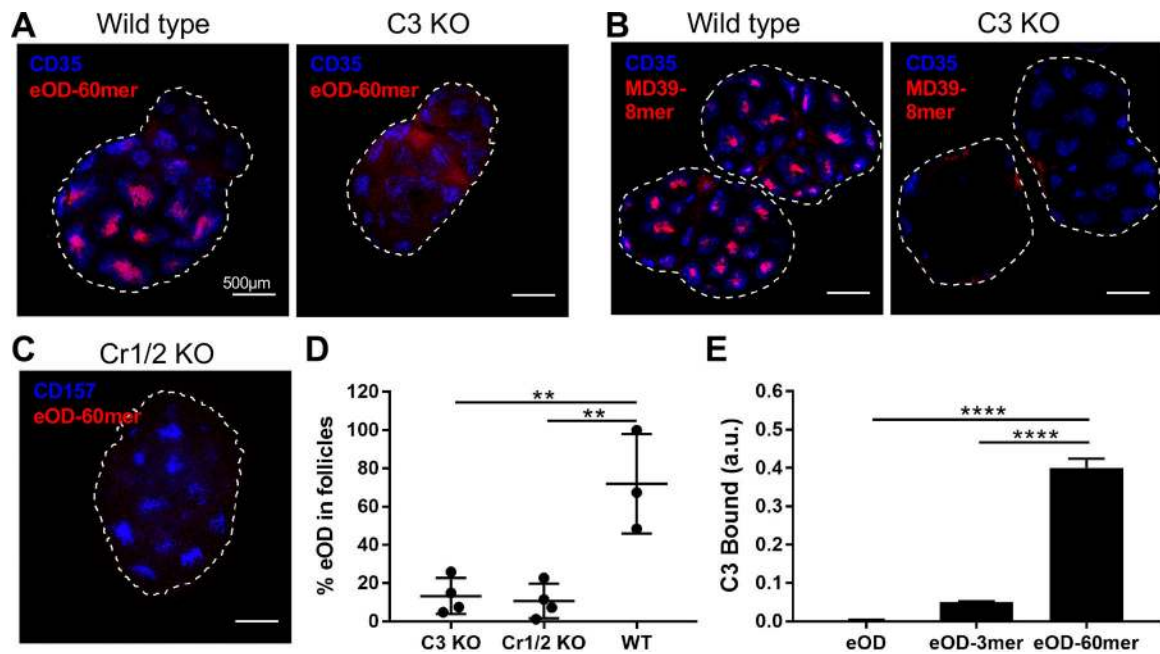 A
Wild type
C3 KO
CD35
eOD-60mer
500µm
CD35
eOD-60mer
B
Wild type
C3 KO
CD35
MD39-
8mer
CD35
MD39-
8mer
C
Cr1/2 KO
CD157
eOD-60mer
D
% eOD in follicles
120
100
80
60
40
20
0
**
**
C3 KO
Cr1/2 KO
WT
E
C3 Bound (a.u.)
0.6
0.5
0.4
0.3
0.2
0.1
0.0
****
****
eOD
eOD-3mer
eOD-60mer